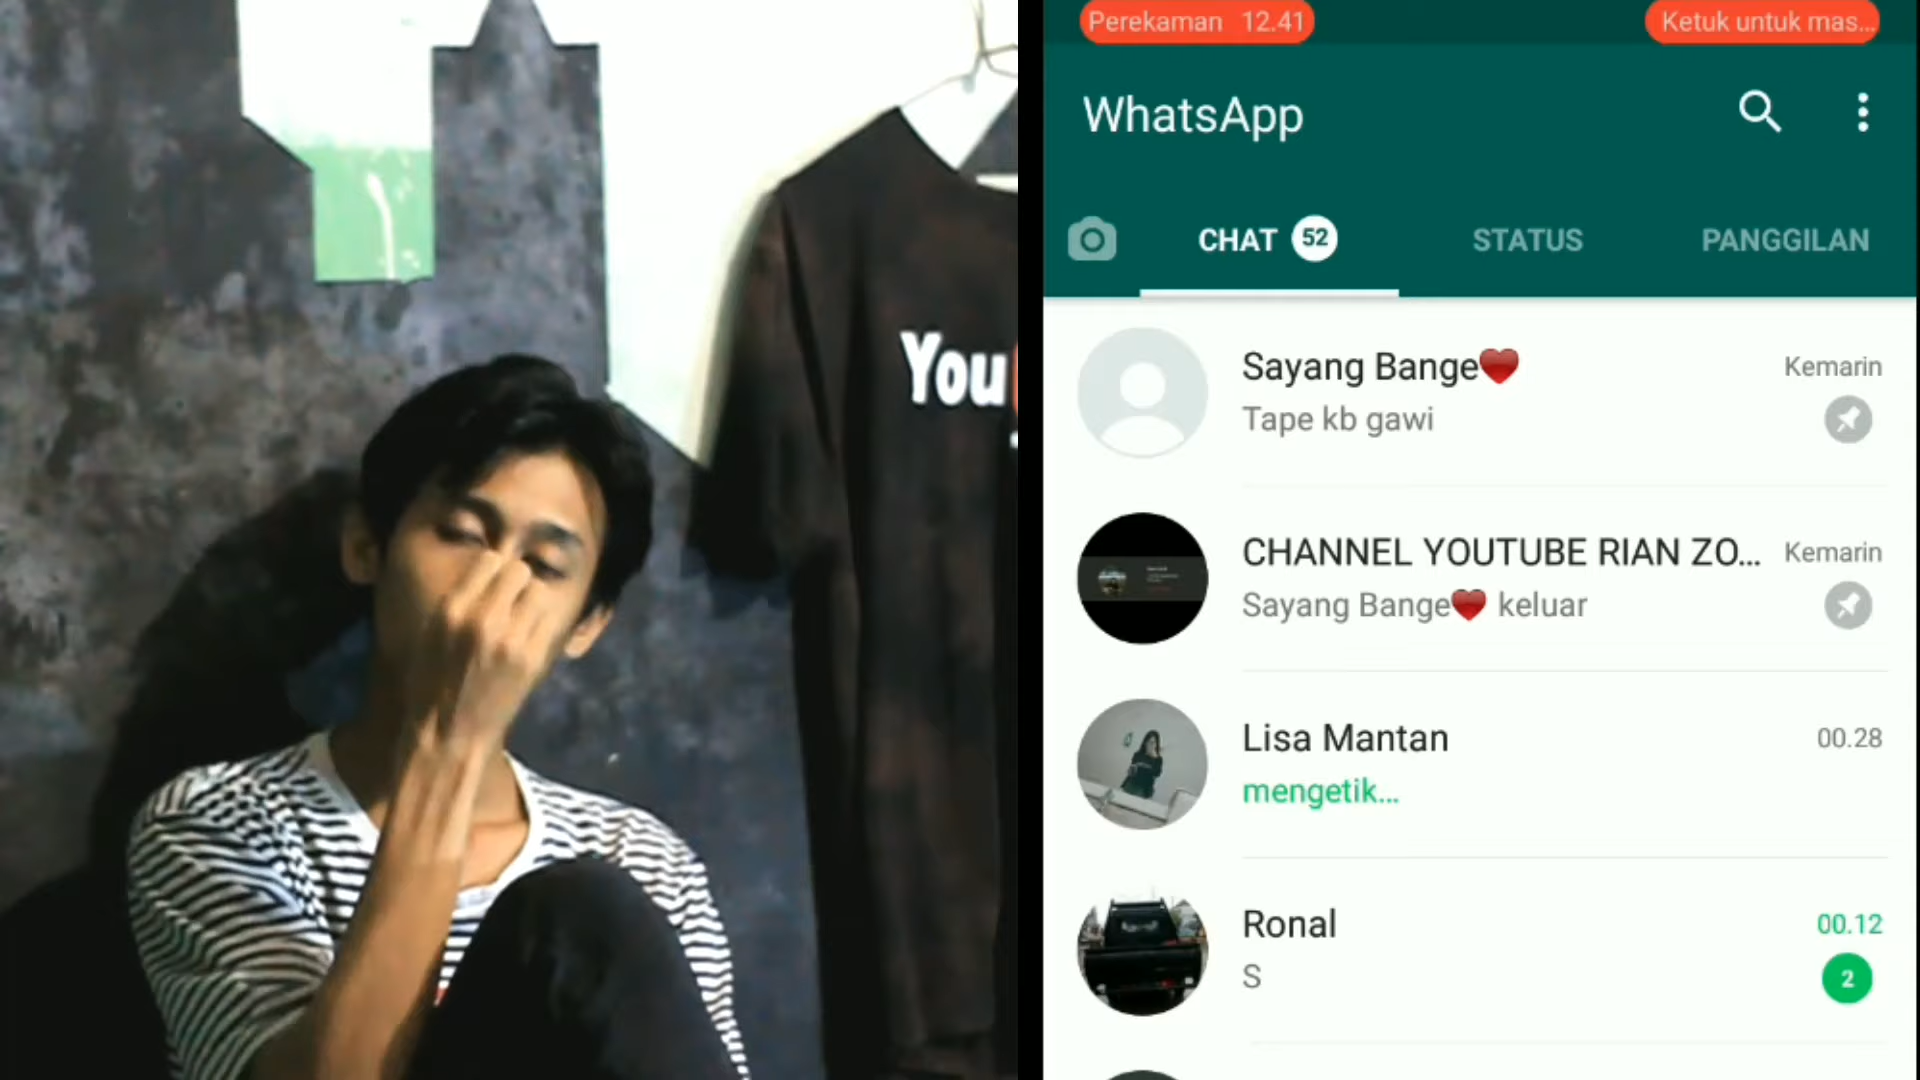 You
Perekaman 12.41
Ketuk untuk mas...
WhatsApp
CHAT 52
STATUS
PANGGILAN
Sayang Bange❤️
Kemarin
Tape kb gawi
CHANNEL YOUTUBE RIAN ZO...
Kemarin
Sayang Bange❤️ keluar
Lisa Mantan
00.28
mengetik...
Ronal
00.12
S
2